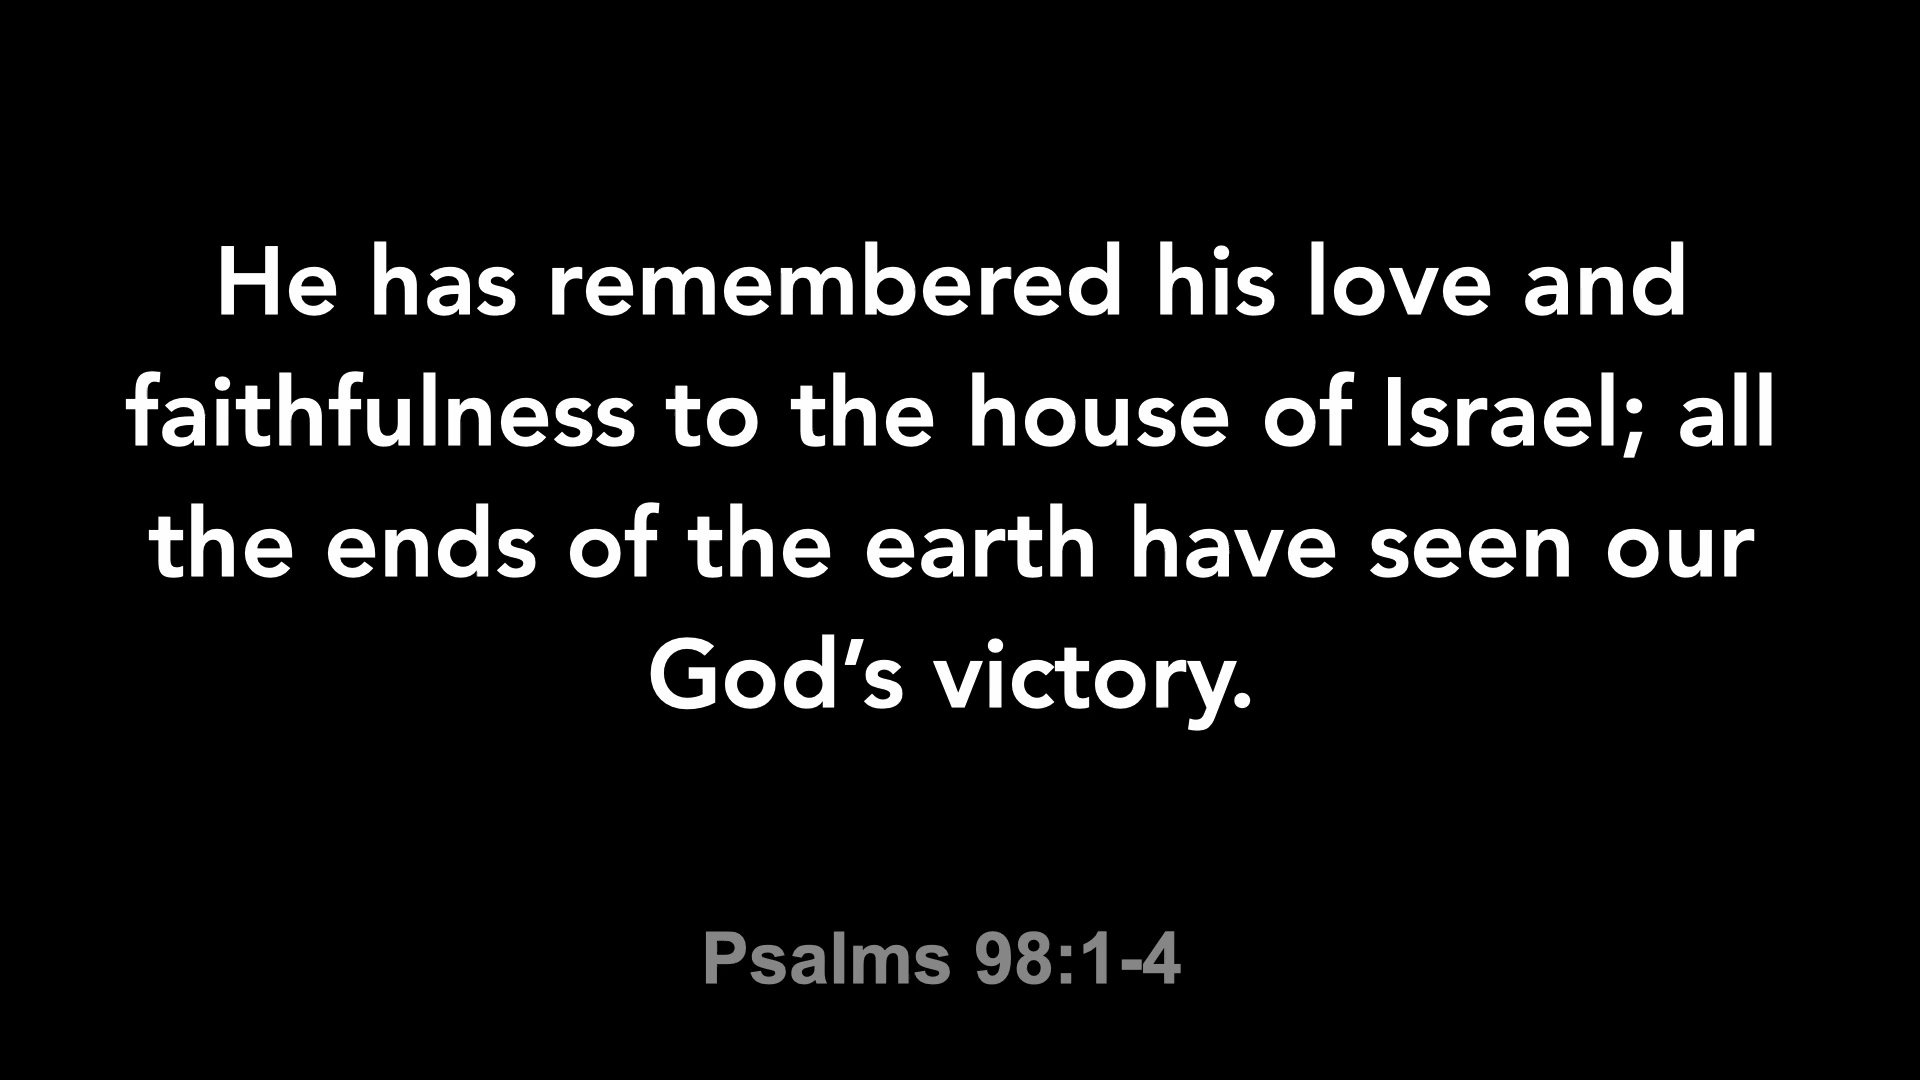 He has remembered his love and
faithfulness to the house of Israel; all
the ends of the earth have seen our
God’s victory.
Psalms 98:1-4